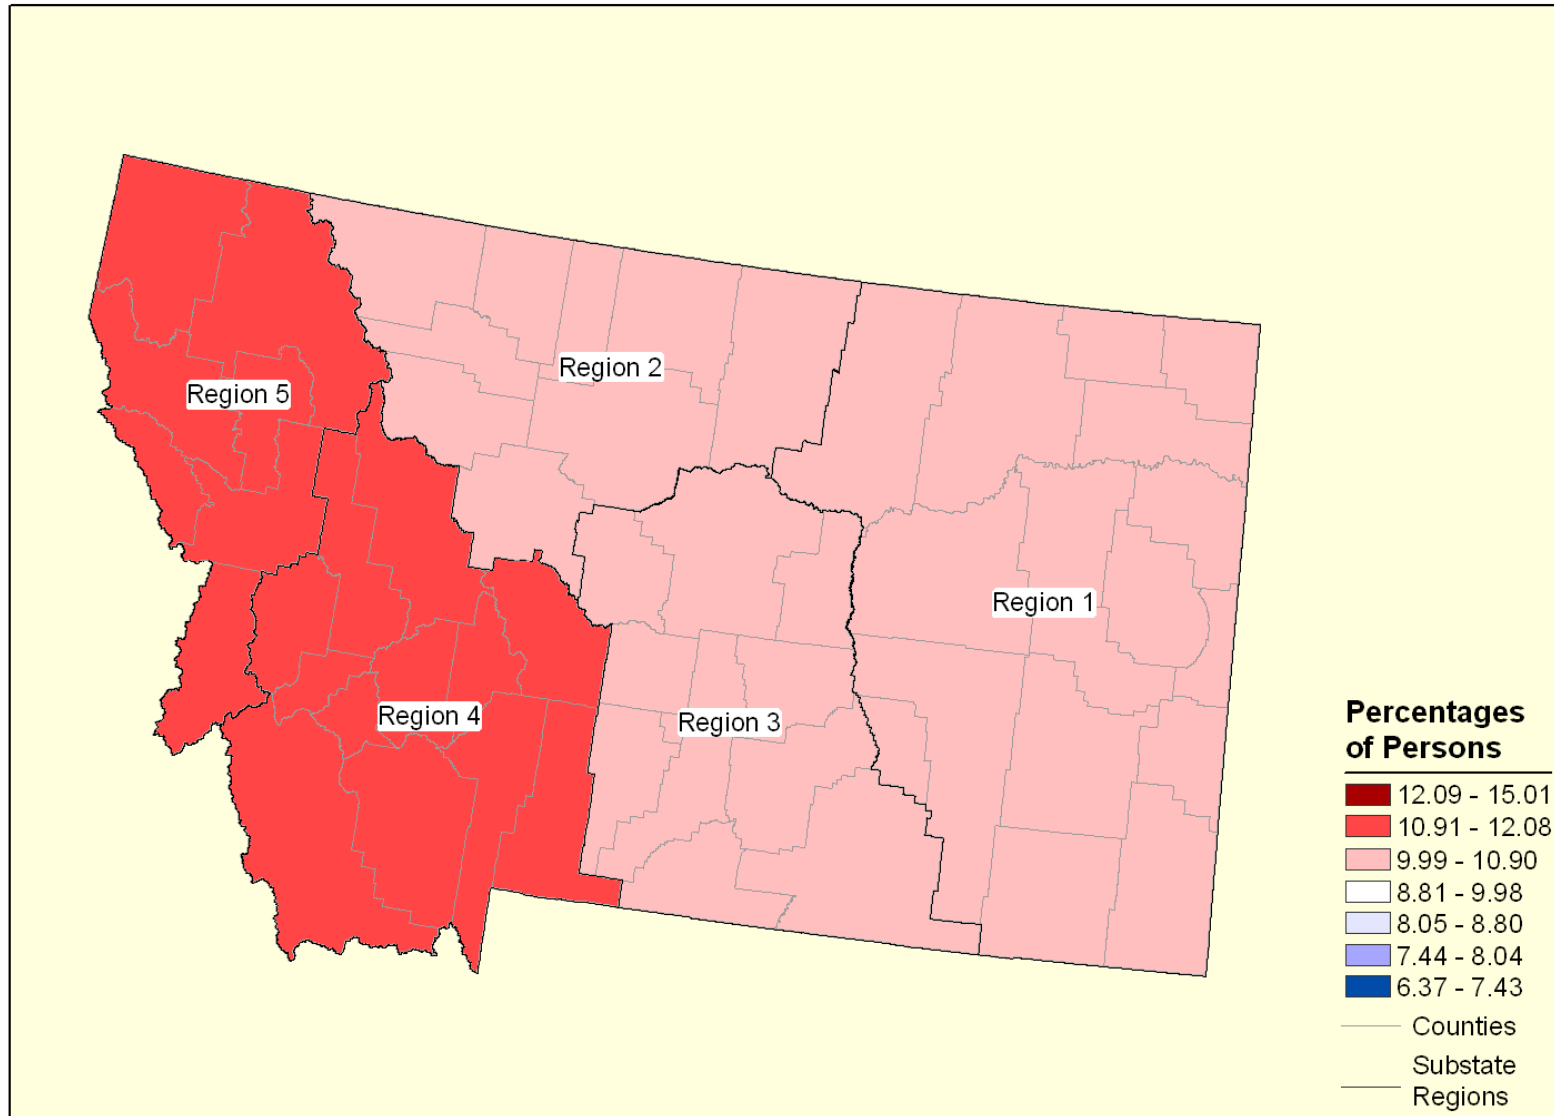 Region 2
Region 5
Region 1
Region 4
Region 3
Percentages
of Persons
12.09 - 15.01
10.91 - 12.08
9.99 - 10.90
8.81 - 9.98
8.05 - 8.80
7.44 - 8.04
6.37 - 7.43
Counties
Substate
Regions